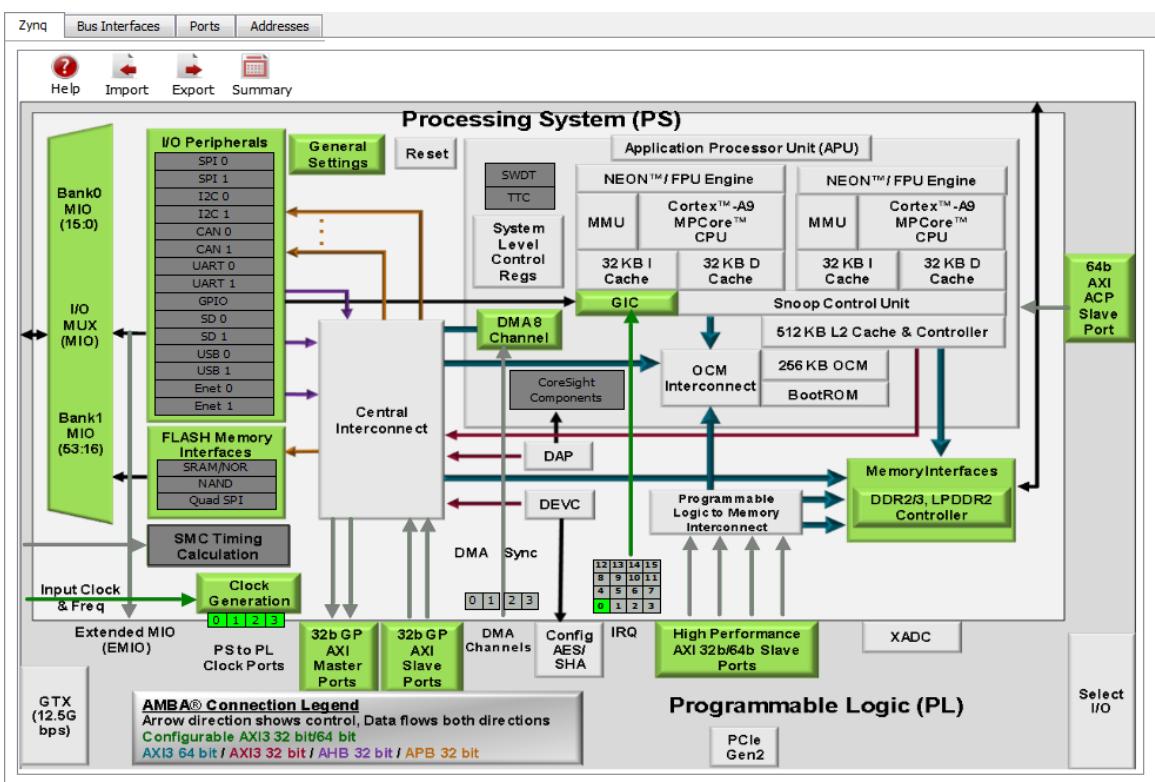 Zynq
Bus Interfaces
Ports
Addresses
Help
Import
Export
Summary
Processing System (PS)
Bank0
MIO
(15:0)
I/O
MUX
(MIO)
Bank1
MIO
(53:16)
I/O Peripherals
SPI 0
SPI 1
I2C 0
I2C 1
CAN 0
CAN 1
UART 0
UART 1
GPIO
SD 0
SD 1
USB 0
USB 1
Enet 0
Enet 1
FLASH Memory
Interfaces
SRAM/NOR
NAND
Quad SPI
SMC Timing
Calculation
General
Settings
Reset
Application Processor Unit (APU)
SWDT
TTC
System
Level
Control
Regs
NEON™/ FPU Engine
MMU
Cortex™-A9
MPCore™
CPU
32 KB I
Cache
32 KB D
Cache
NEON™/ FPU Engine
MMU
Cortex™-A9
MPCore™
CPU
32 KB I
Cache
32 KB D
Cache
GIC
Snoop Control Unit
DMA8
Channel
512 KB L2 Cache & Controller
OCM
Interconnect
256 KB OCM
BootROM
CoreSight
Components
Central
Interconnect
DAP
DEVC
Programmable
Logic to Memory
Interconnect
Memory Interfaces
DDR2/3, LPDDR2
Controller
64b
AXI
ACP
Slave
Port
Input Clock
& Freq
Clock
Generation
0 1 2 3
Extended MIO
(EMIO)
PS to PL
Clock Ports
32b GP
AXI
Master
Ports
32b GP
AXI
Slave
Ports
DMA Sync
0 1 2 3
DMA
Channels
Config
AES/
SHA
12 13 14 15
8 9 10 11
4 5 6 7
0 1 2 3
IRQ
High Performance
AXI 32b/64b Slave
Ports
XADC
GTX
(12.5G
bps)
AMBA® Connection Legend
Arrow direction shows control, Data flows both directions
Configurable AXI3 32 bit/64 bit
AXI3 64 bit / AXI3 32 bit / AHB 32 bit / APB 32 bit
Programmable Logic (PL)
PCIe
Gen2
Select
I/O